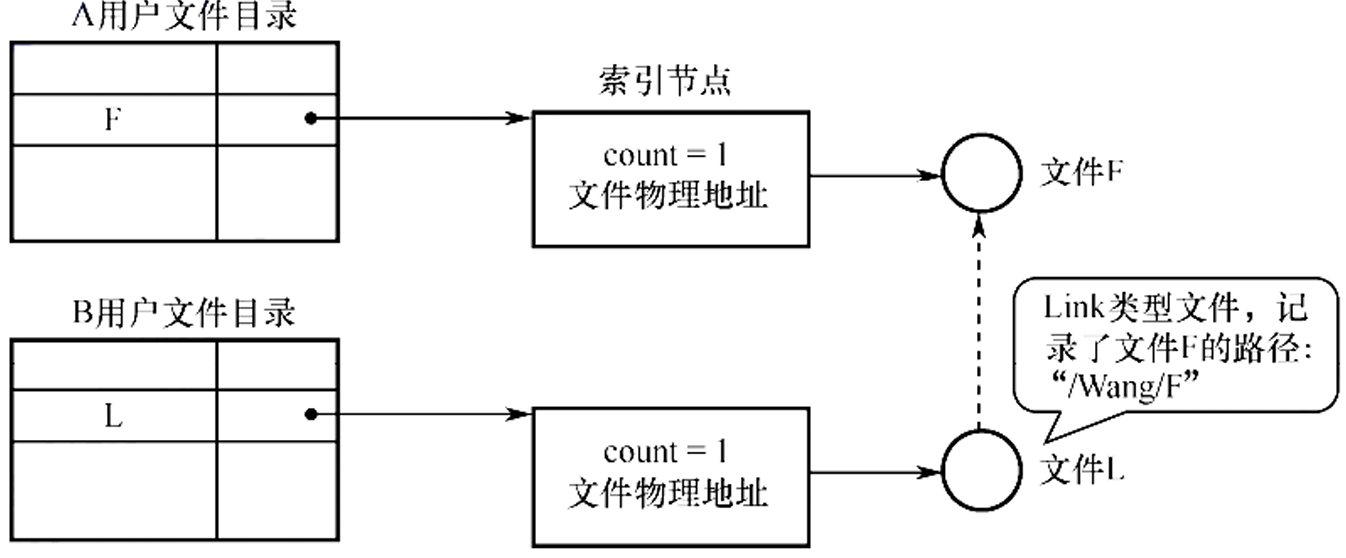 A用户文件目录
F
索引节点
count = 1
文件物理地址
文件F
B用户文件目录
L
count = 1
文件物理地址
Link类型文件，记
录了文件F的路径：
“/Wang/F”
文件L